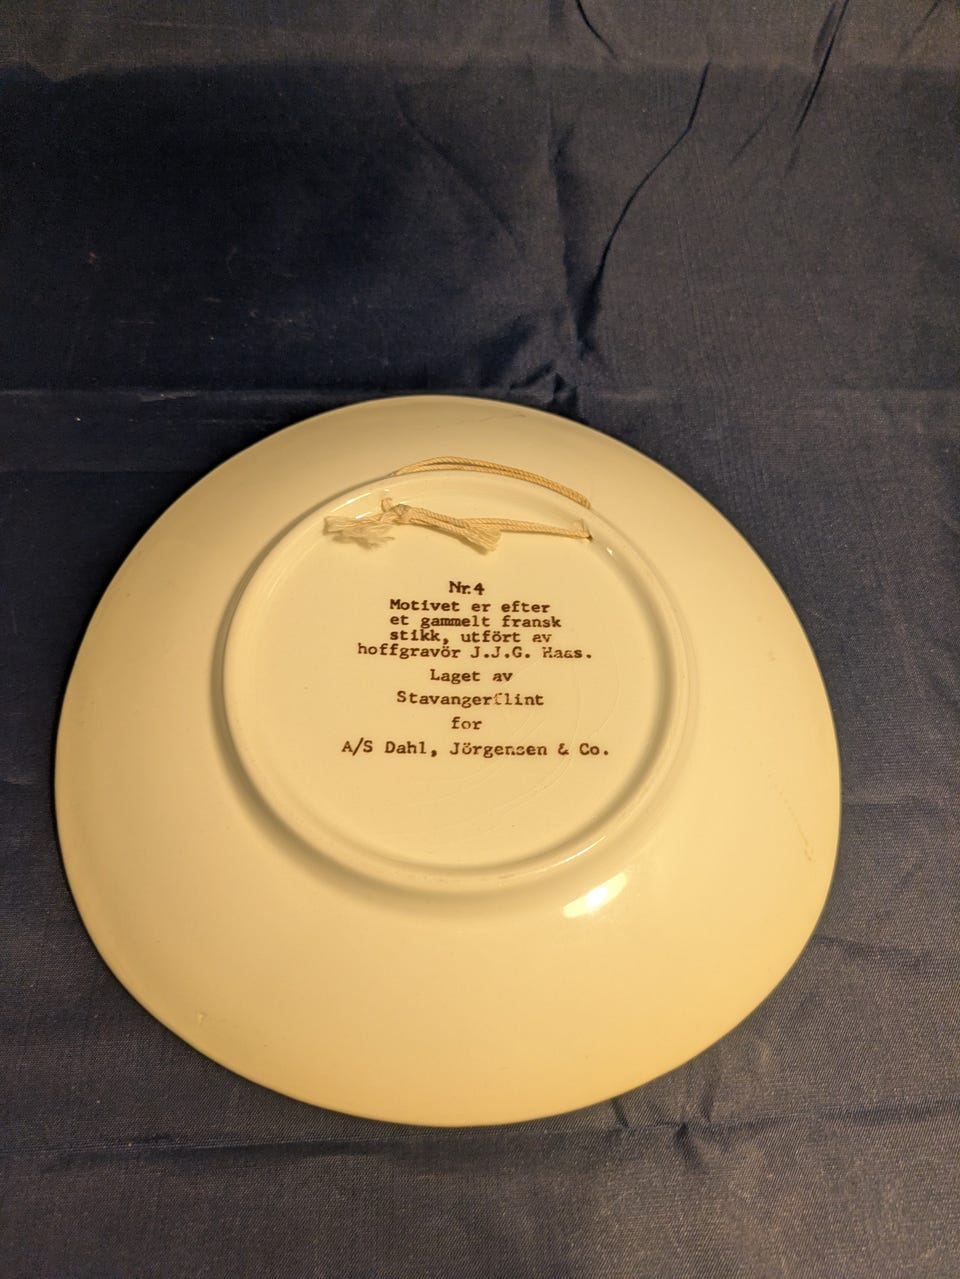 Nr.4
Motivet er efter
et gammelt fransk
stikk, utfört av
hoffgravör J.J.G. Haas.
Laget av
Stavangerflint
for
A/S Dahl, Jörgensen & Co.